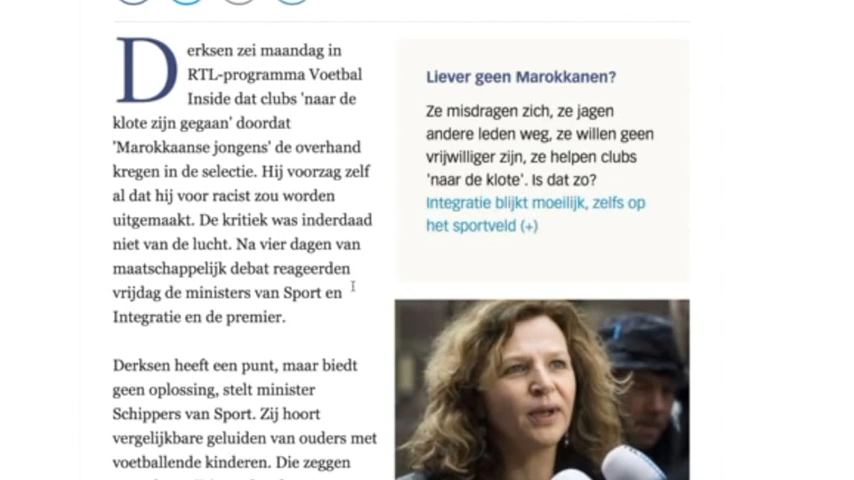 Derksen zei maandag in
RTL-programma Voetbal
Inside dat clubs 'naar de
klote zijn gegaan' doordat
'Marokkaanse jongens' de overhand
kregen in de selectie. Hij voorzag zelf
al dat hij voor racist zou worden
uitgemaakt. De kritiek was inderdaad
niet van de lucht. Na vier dagen van
maatschappelijk debat reageerden
vrijdag de ministers van Sport en
Integratie en de premier.
Derksen heeft een punt, maar biedt
geen oplossing, stelt minister
Schippers van Sport. Zij hoort
vergelijkbare geluiden van ouders met
voetballende kinderen. Die zeggen
Liever geen Marokkanen?
Ze misdragen zich, ze jagen
andere leden weg, ze willen geen
vrijwilliger zijn, ze helpen clubs
'naar de klote'. Is dat zo?
Integratie blijkt moeilijk, zelfs op
het sportveld (+)